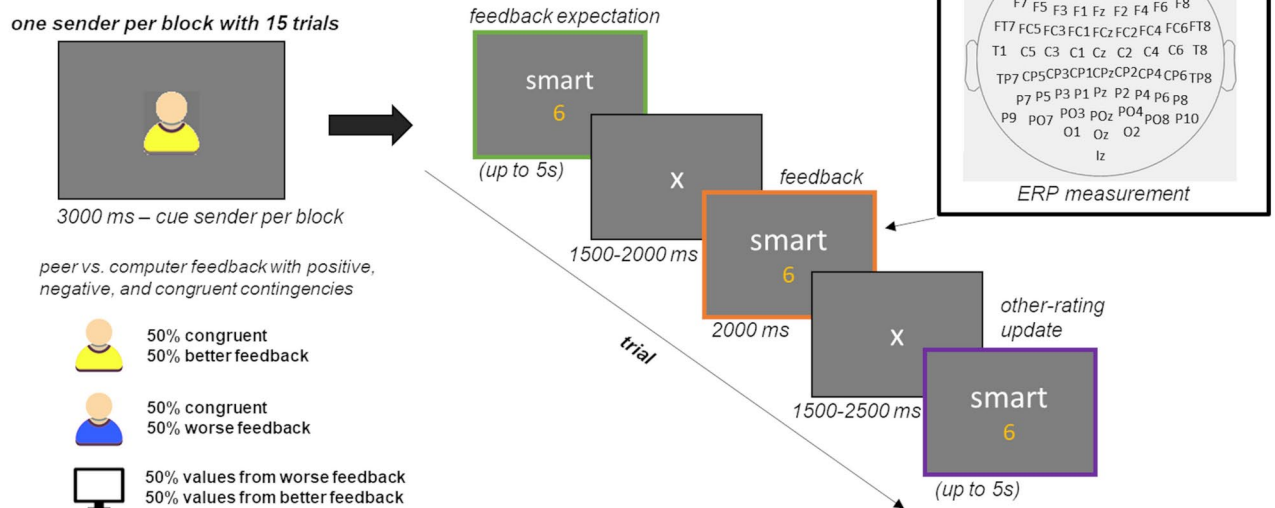 one sender per block with 15 trials
3000 ms – cue sender per block
peer vs. computer feedback with positive,
negative, and congruent contingencies
50% congruent
50% better feedback
50% congruent
50% worse feedback
50% values from worse feedback
50% values from better feedback
feedback expectation
smart
6
(up to 5s)
x
1500-2000 ms
feedback
smart
6
2000 ms
x
1500-2500 ms
other-rating
update
smart
6
(up to 5s)
trial
F7 F5 F3 F1 Fz F2 F4 F6 F8
FT7 FC5 FC3 FC1 FCz FC2 FC4 FC6 FT8
T1 C5 C3 C1 Cz C2 C4 C6 T8
TP7 CP5 CP3 CP1 CPz CP2 CP4 CP6 TP8
P7 P5 P3 P1 Pz P2 P4 P6 P8
P9 PO7 PO3 POz PO4 PO8 P10
O1 Oz O2
Iz
ERP measurement